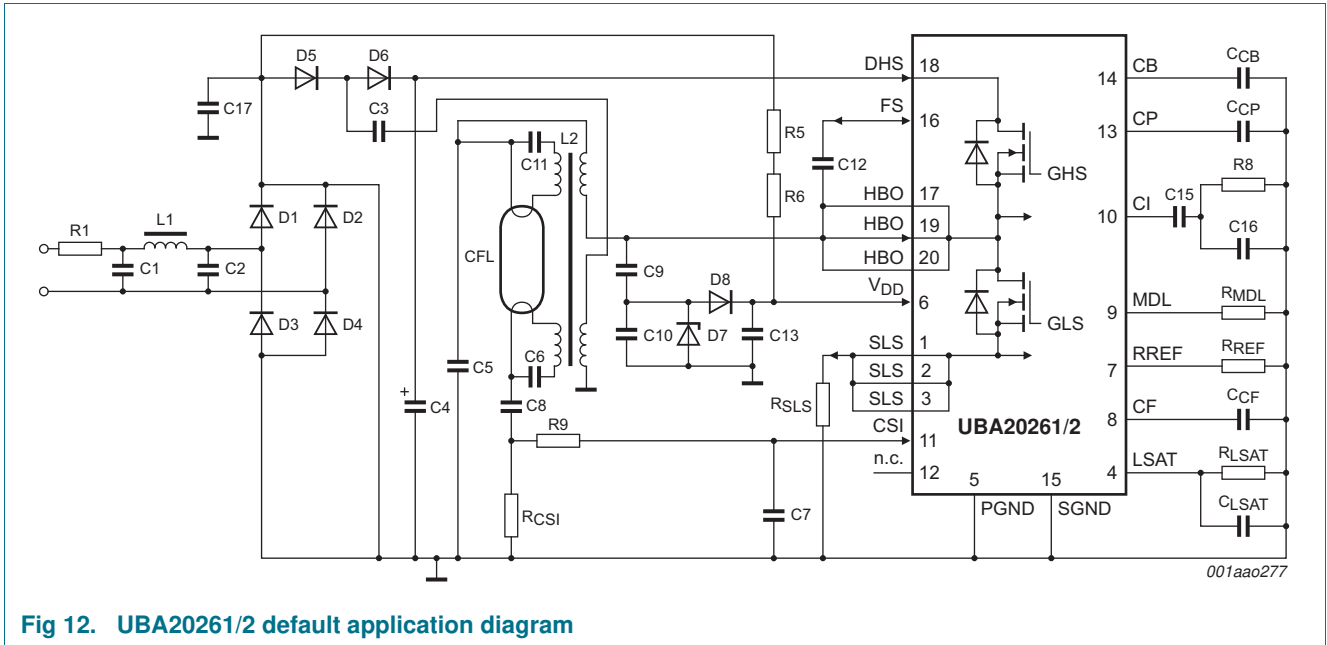 D5
D6
DHS
18
14
CB
CCB
C17
C3
FS
16
13
CP
CCP
L2
C11
R5
C12
GHS
R8
C15
R6
HBO
17
10
CI
C16
HBO
19
HBO
20
R1
L1
D1
D2
C1
C2
CFL
C9
D8
VDD
6
9
MDL
RMDL
D3
D4
C10
D7
C13
GLS
SLS
1
RREF
7
RREF
SLS
2
SLS
3
C5
C6
C8
+
C4
RSLS
UBA20261/2
8
CF
CCF
R9
CSI
11
n.c.
12
4
LSAT
RLSAT
5
15
RCSI
C7
PGND
SGND
CLSAT
001aao277
Fig 12. UBA20261/2 default application diagram